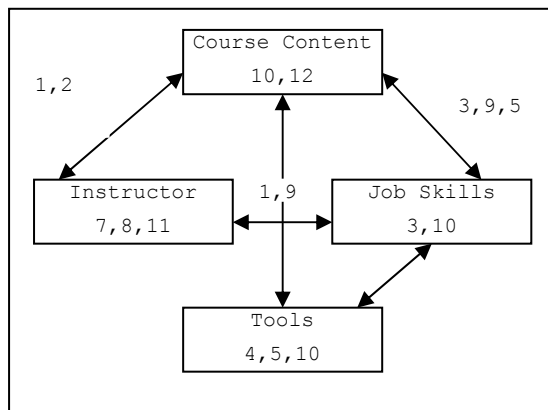 Course Content
10,12
1,2
3,9,5
Instructor
7,8,11
1,9
Job Skills
3,10
Tools
4,5,10